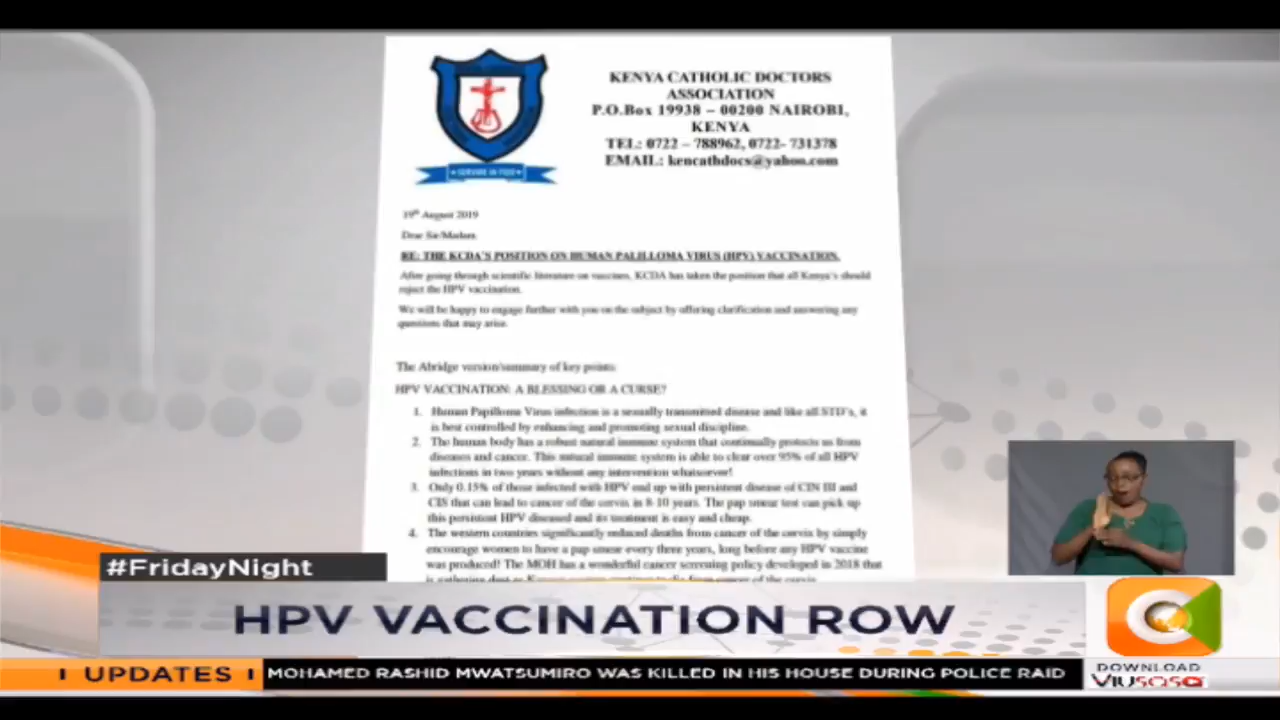 KENYA CATHOLIC DOCTORS
ASSOCIATION
P.O.Box 19938 – 00200 NAIROBI,
KENYA
TEL: 0722 – 788962, 0722- 731378
EMAIL: kencathdocs@yahoo.com
19th August 2019
Dear Sir/Madam
RE: THE KCDA'S POSITION ON HUMAN PALILLOMA VIRUS (HPV) VACCINATION.
After going through scientific literature on vaccines, KCDA has taken the position that all Kenya's should
reject the HPV vaccination.
We will be happy to engage further with you on the subject by offering clarification and answering any
questions that may arise.
The Abridge version/summary of key points:
HPV VACCINATION: A BLESSING OR A CURSE?
1. Human Papilloma Virus infection is a sexually transmitted disease and like all STD's, it
is best controlled by enhancing and promoting sexual discipline.
2. The human body has a robust natural immune system that continually protects us from
diseases and cancer. This natural immune system is able to clear over 95% of all HPV
infections in two years without any intervention whatsoever!
3. Only 0.15% of those infected with HPV end up with persistent disease of CIN III and
CIS that can lead to cancer of the cervix in 8-10 years. The pap smear test can pick up
this persistent HPV diseased and its treatment is easy and cheap.
4. The western countries significantly reduced deaths from cancer of the cervix by simply
encourage women to have a pap smear every three years, long before any HPV vaccine
was produced! The MOH has a wonderful cancer screening policy developed in 2018 that
cancer of the cervix
#FridayNight
HPV VACCINATION ROW
UPDATES
MOHAMED RASHID MWATSUMIRO WAS KILLED IN HIS HOUSE DURING POLICE RAID
DOWNLOAD
VIUSASA